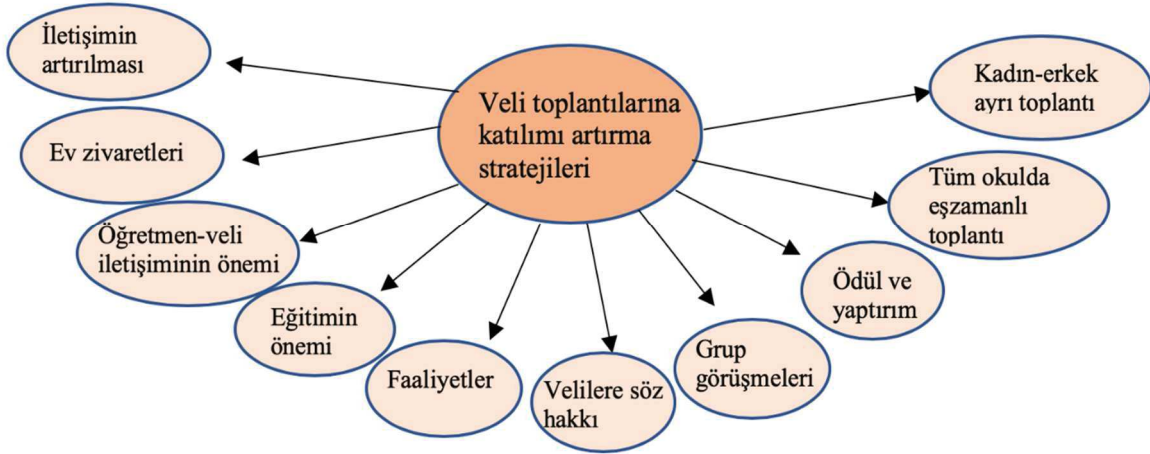 Veli toplantılarına
katılımı artırma
stratejileri
İletişimin
artırılması
Ev zivaretleri
Öğretmen-veli
iletişiminin önemi
Eğitimin
önemi
Faaliyetler
Velilere söz
hakkı
Grup
görüşmeleri
Ödül ve
yaptırım
Tüm okulda
eşzamanlı
toplantı
Kadın-erkek
ayrı toplantı